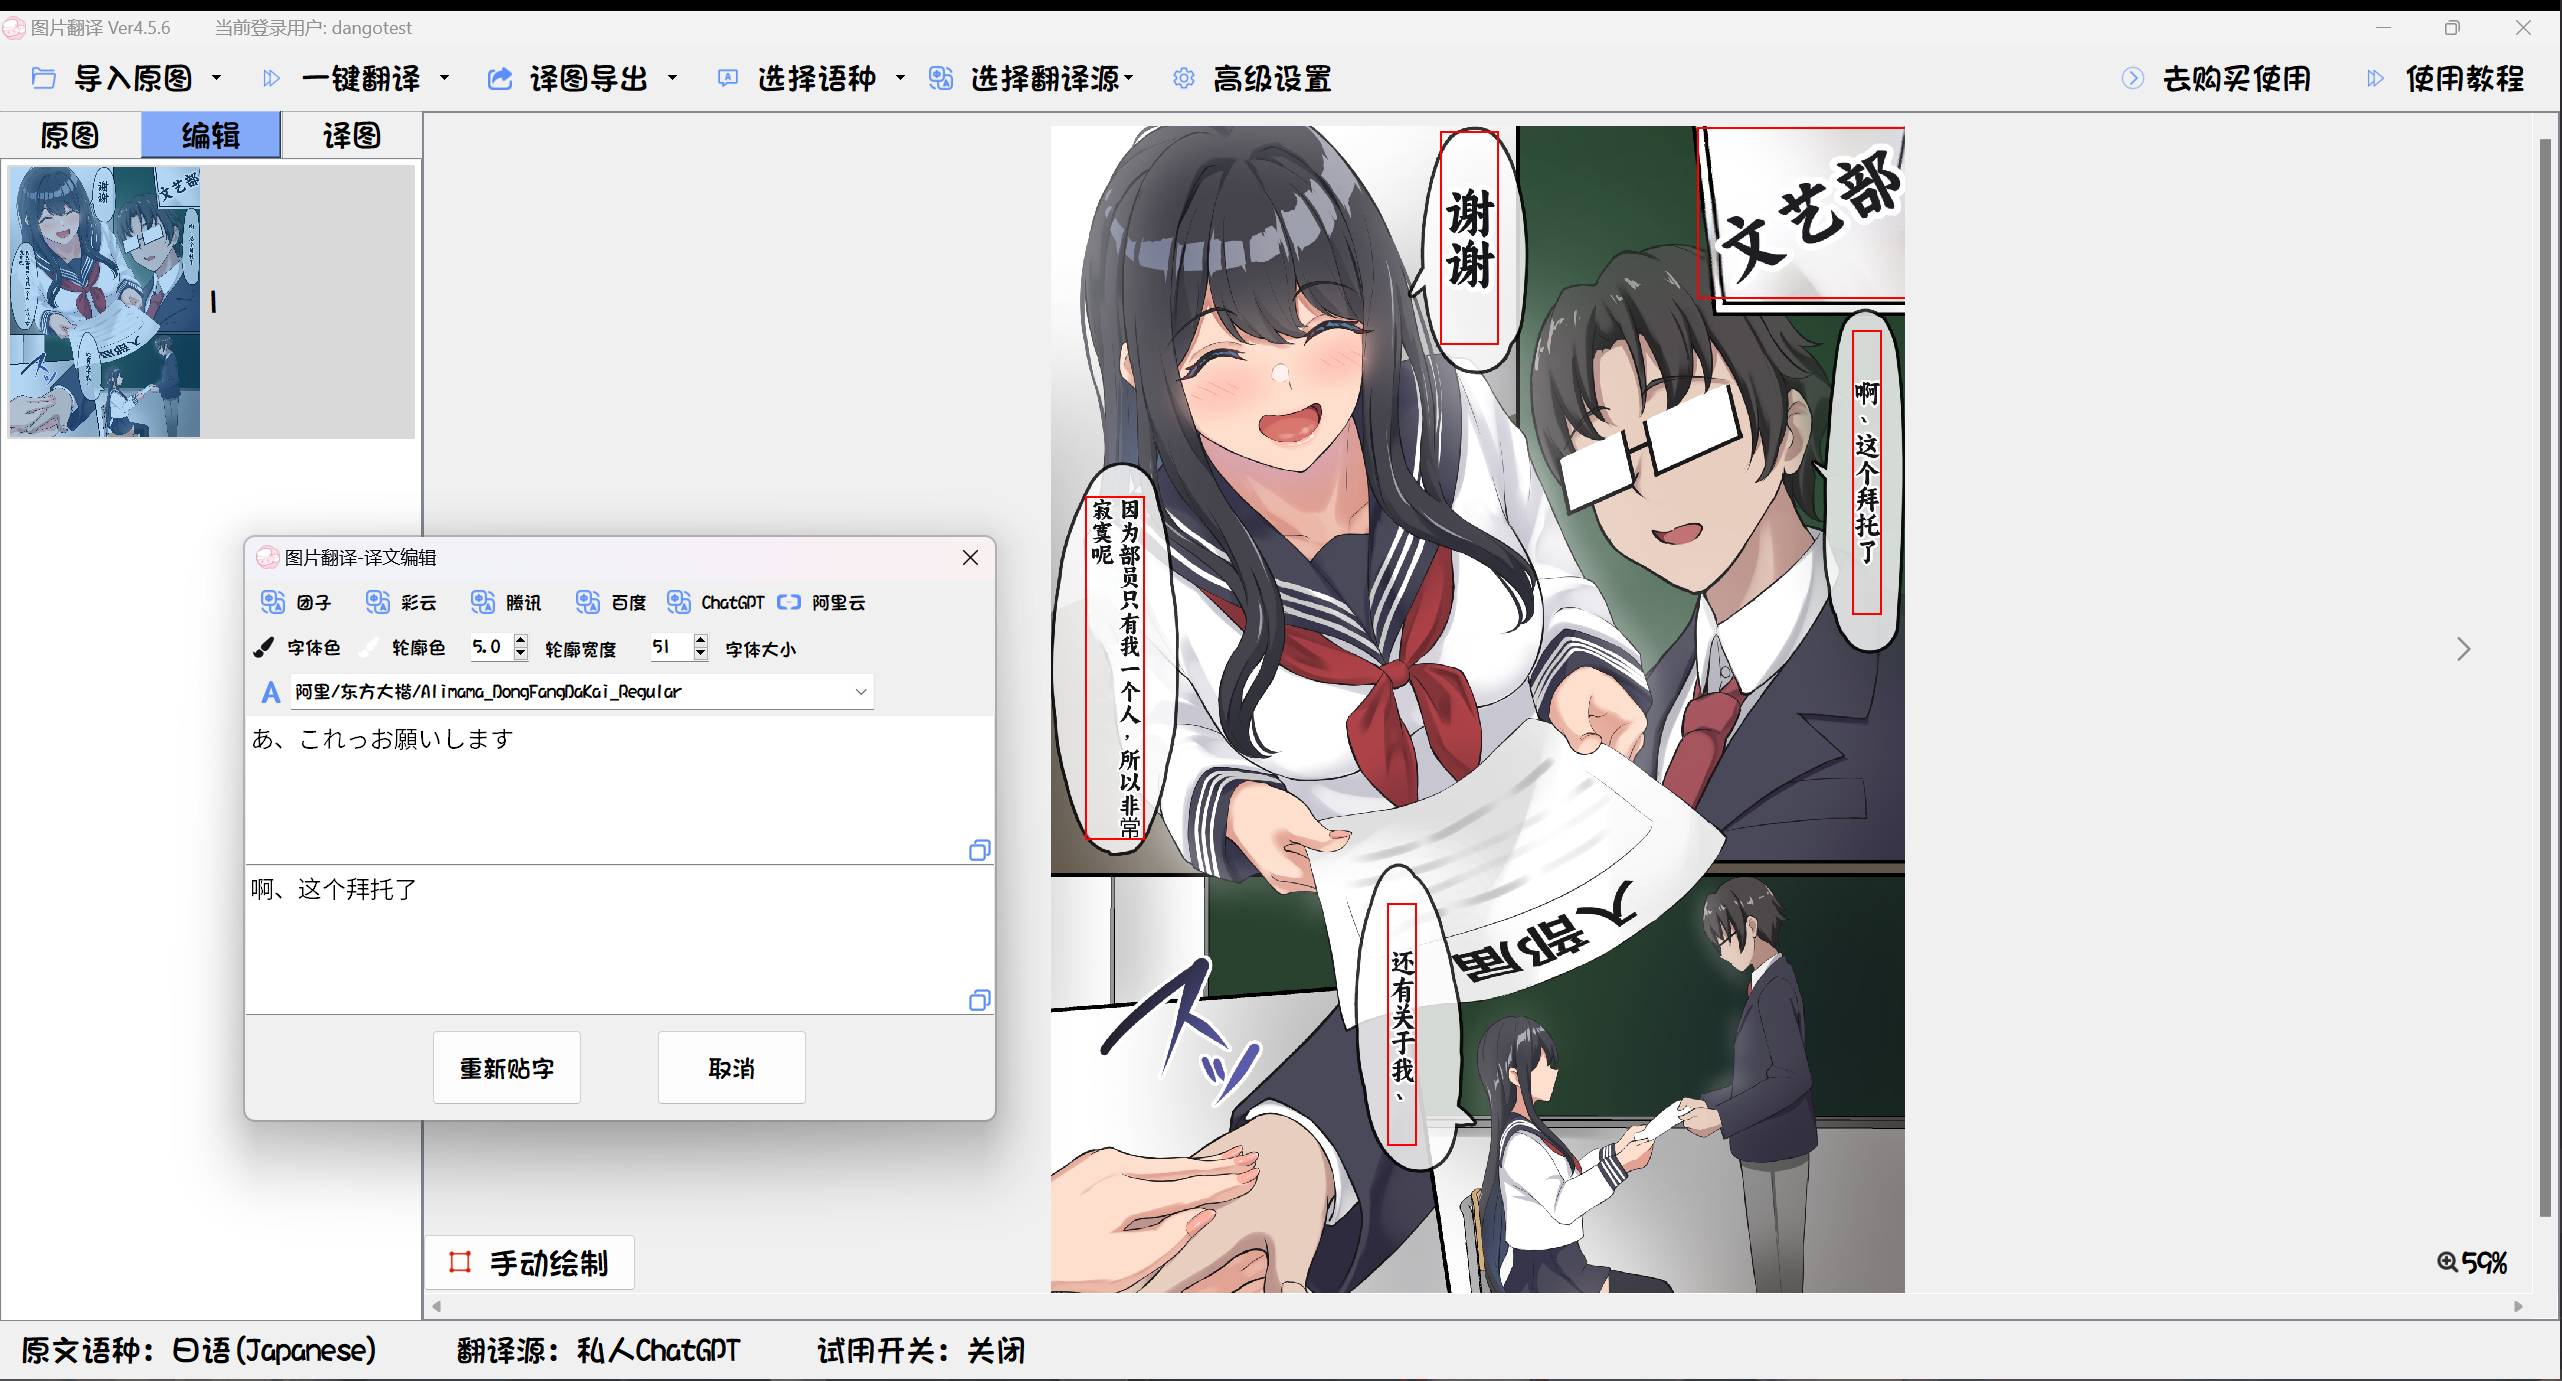 图片翻译 Ver4.5.6
当前登录用户: dangotest
导入原图
一键翻译
译图导出
选择语种
选择翻译源
高级设置
去购买使用
使用教程
原图
编辑
译图
谢谢
文艺部
1
图片翻译-译文编辑
团子
彩云
腾讯
百度
ChatGPT
阿里云
字体色
轮廓色
5.0
轮廓宽度
51
字体大小
阿里/东方大楷/Alimama_DongFangDaKai_Regular
あ、これっお願いします
啊、这个拜托了
重新贴字
取消
谢谢
文艺部
啊、这个拜托了
因为部员只有我一个人，所以非常
寂寞呢
入部届
还有关于我、
スッ
手动绘制
59%
原文语种：日语(Japanese)
翻译源：私人ChatGPT
试用开关：关闭